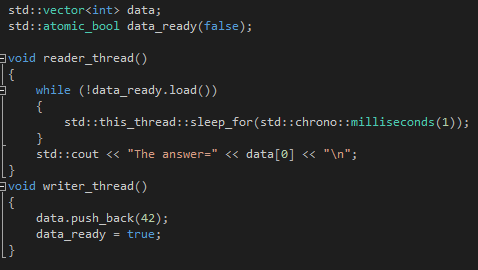 std::vector<int> data;
std::atomic_bool data_ready(false);
void reader_thread()
{
while (!data_ready.load())
{
std::this_thread::sleep_for(std::chrono::milliseconds(1));
}
std::cout << "The answer=" << data[0] << "\n";
}
void writer_thread()
{
data.push_back(42);
data_ready = true;
}